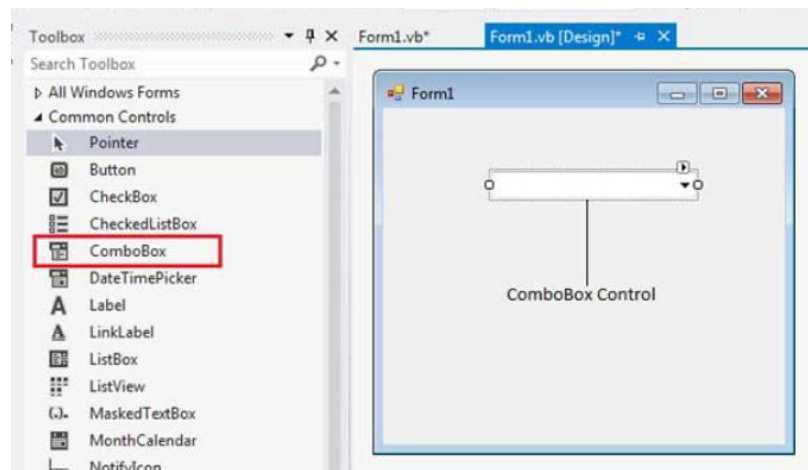 Toolbox
Form1.vb*
Form1.vb [Design]*
Search Toolbox
All Windows Forms
Common Controls
Pointer
Button
CheckBox
CheckedListBox
ComboBox
DateTimePicker
Label
LinkLabel
ListBox
ListView
MaskedTextBox
MonthCalendar
NotifyIcon
Form1
ComboBox Control